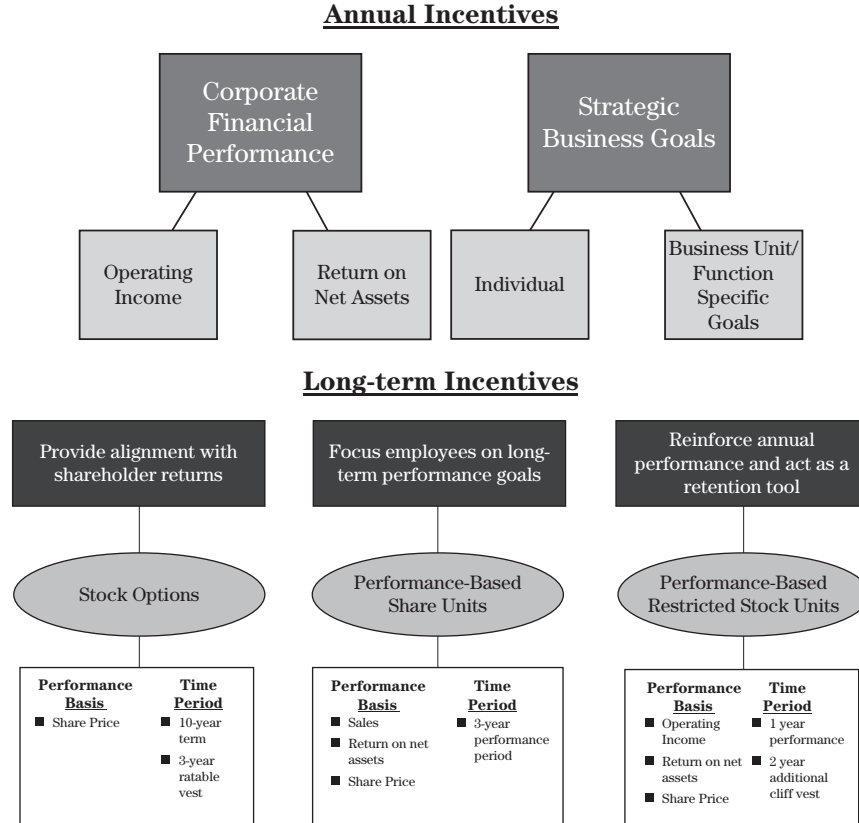 Annual Incentives
Corporate
Financial
Performance
Strategic
Business Goals
Operating
Income
Return on
Net Assets
Individual
Business Unit/
Function
Specific
Goals
Long-term Incentives
Provide alignment with
shareholder returns
Focus employees on long-
term performance goals
Reinforce annual
performance and act as a
retention tool
Stock Options
Performance-Based
Share Units
Performance-Based
Restricted Stock Units
Performance
Basis
■ Share Price
Time
Period
■ 10-year
term
■ 3-year
ratable
vest
Performance
Basis
■ Sales
■ Return on net
assets
■ Share Price
Time
Period
■ 3-year
performance
period
Performance
Basis
■ Operating
Income
■ Return on net
assets
■ Share Price
Time
Period
■ 1 year
performance
■ 2 year
additional
cliff vest